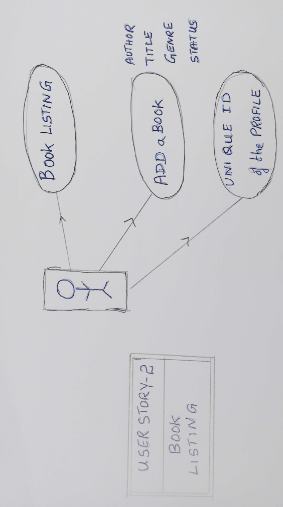 USER STORY-2
BOOK
LISTING
BOOK LISTING
ADD a BOOK
AUTHOR
TITLE
GENRE
STATUS
UNIQUE ID
of the PROFILE